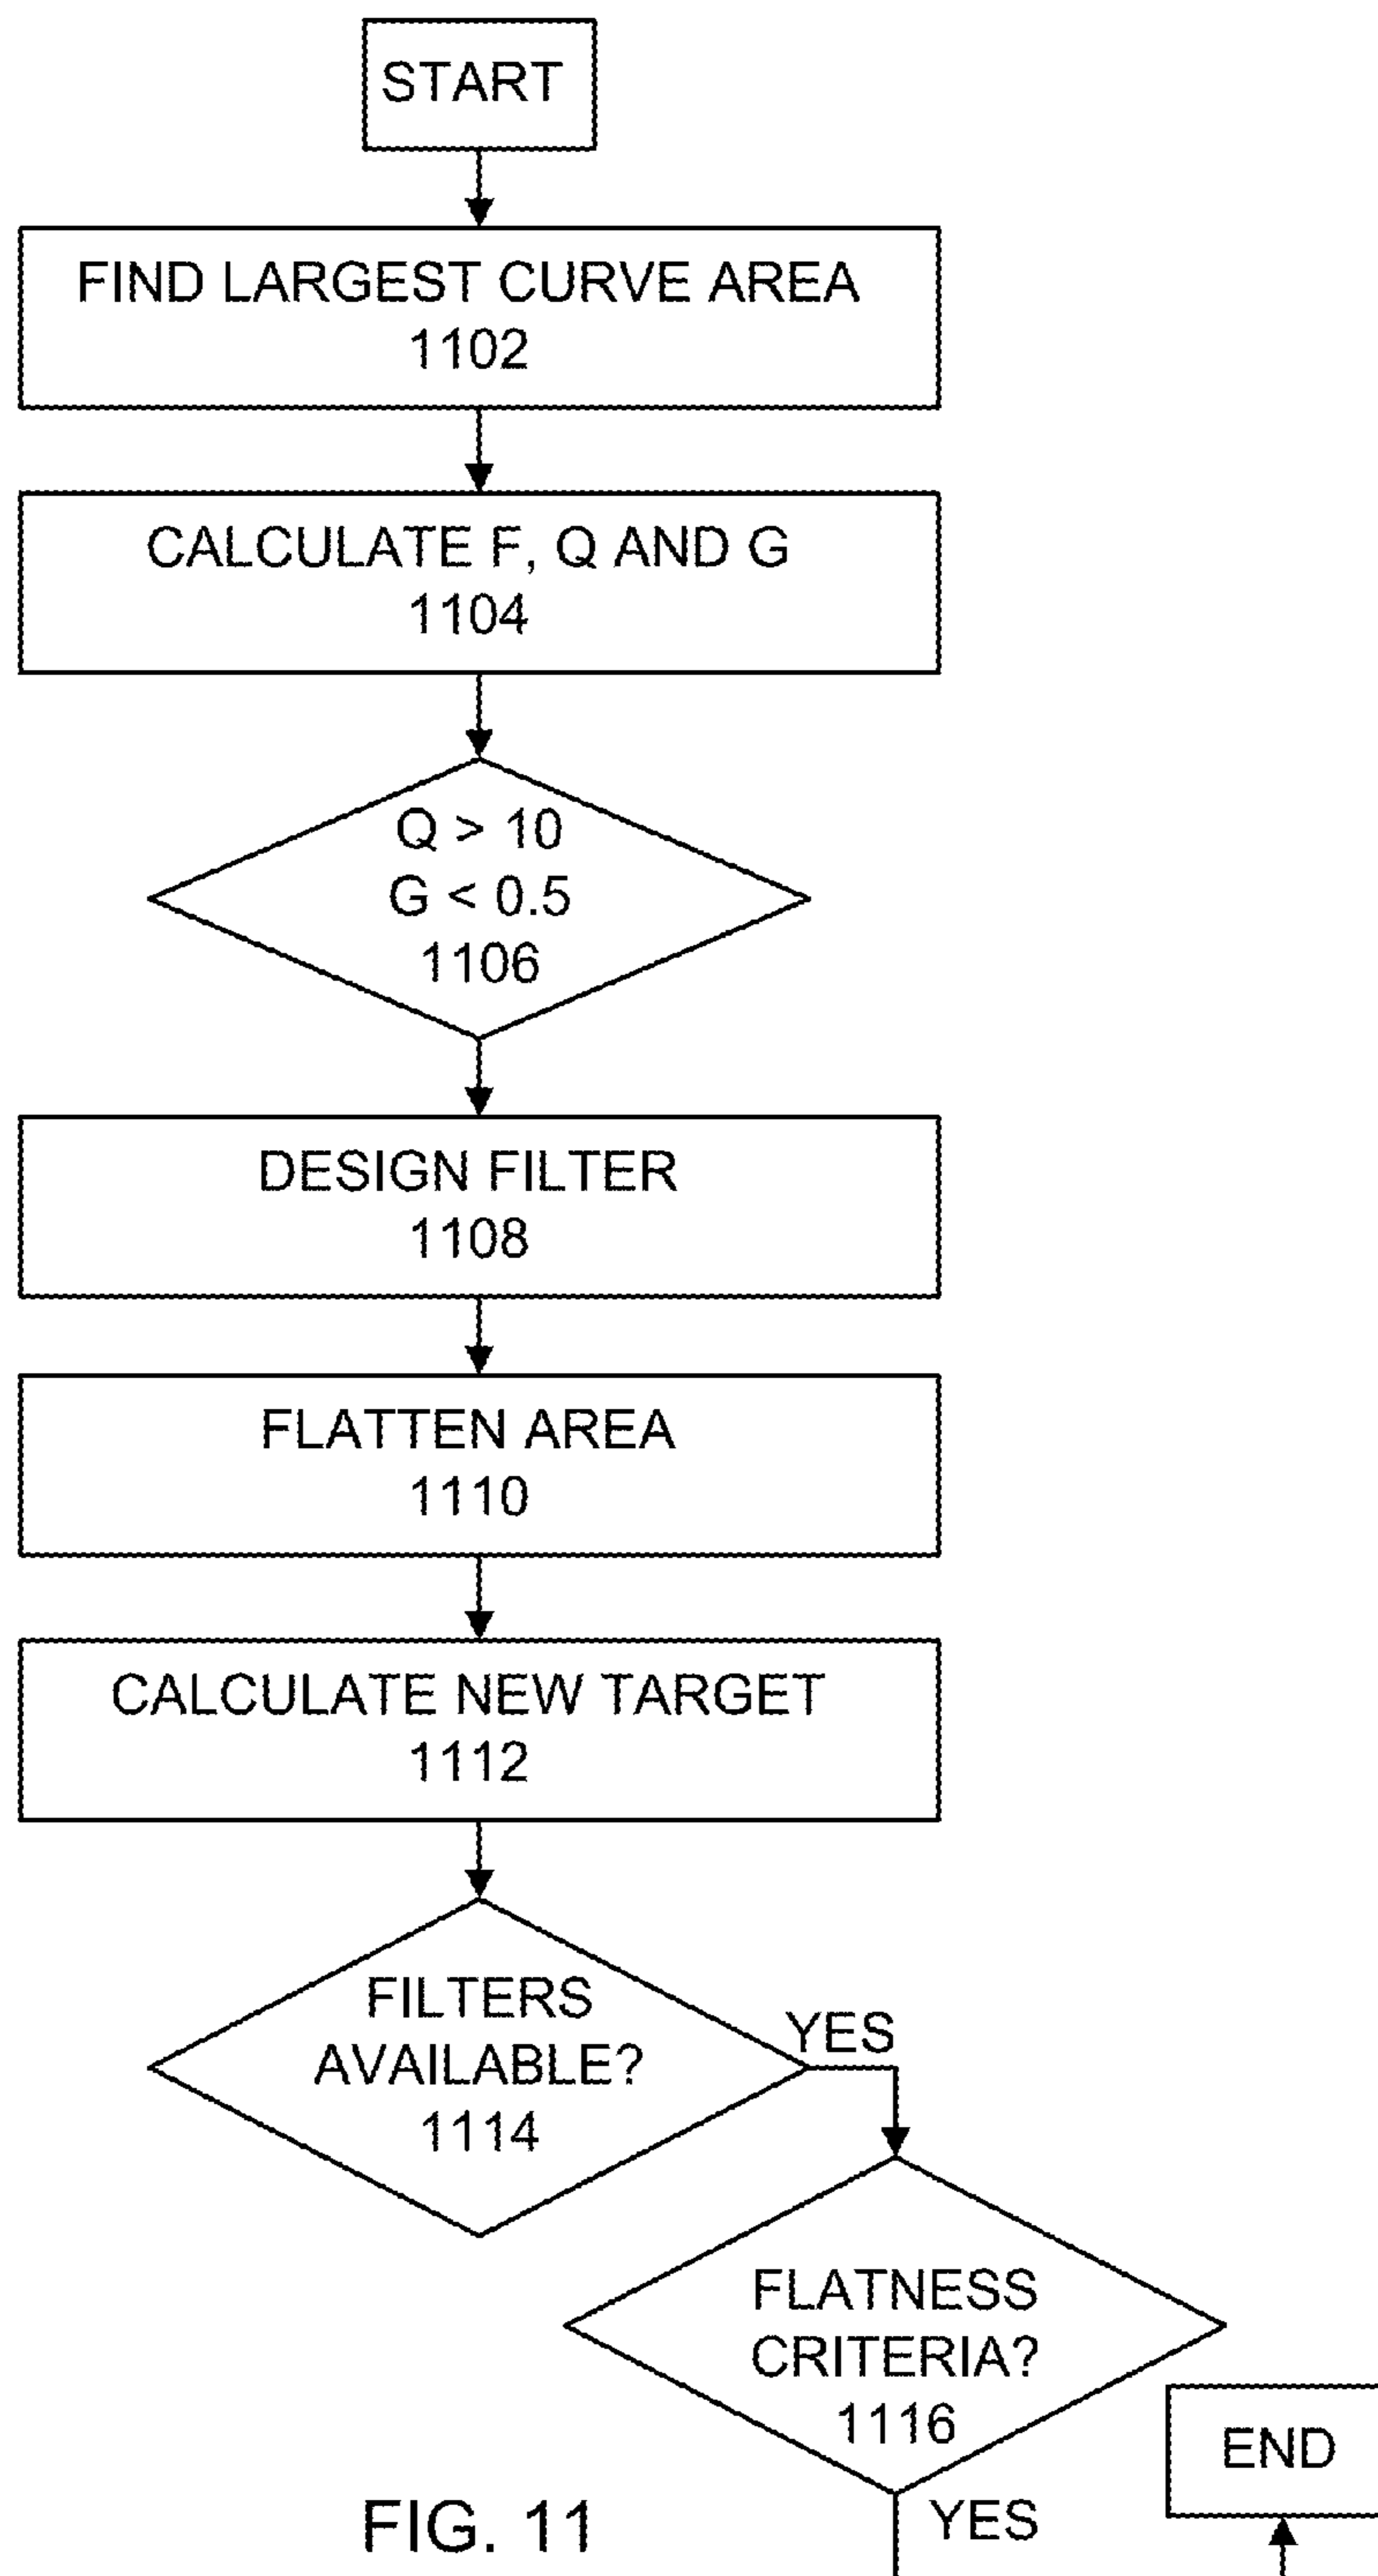 START
FIND LARGEST CURVE AREA
1102
CALCULATE F, Q AND G
1104
Q > 10
G < 0.5
1106
DESIGN FILTER
1108
FLATTEN AREA
1110
CALCULATE NEW TARGET
1112
FILTERS
AVAILABLE?
1114
YES
FLATNESS
CRITERIA?
1116
YES
END
FIG. 11